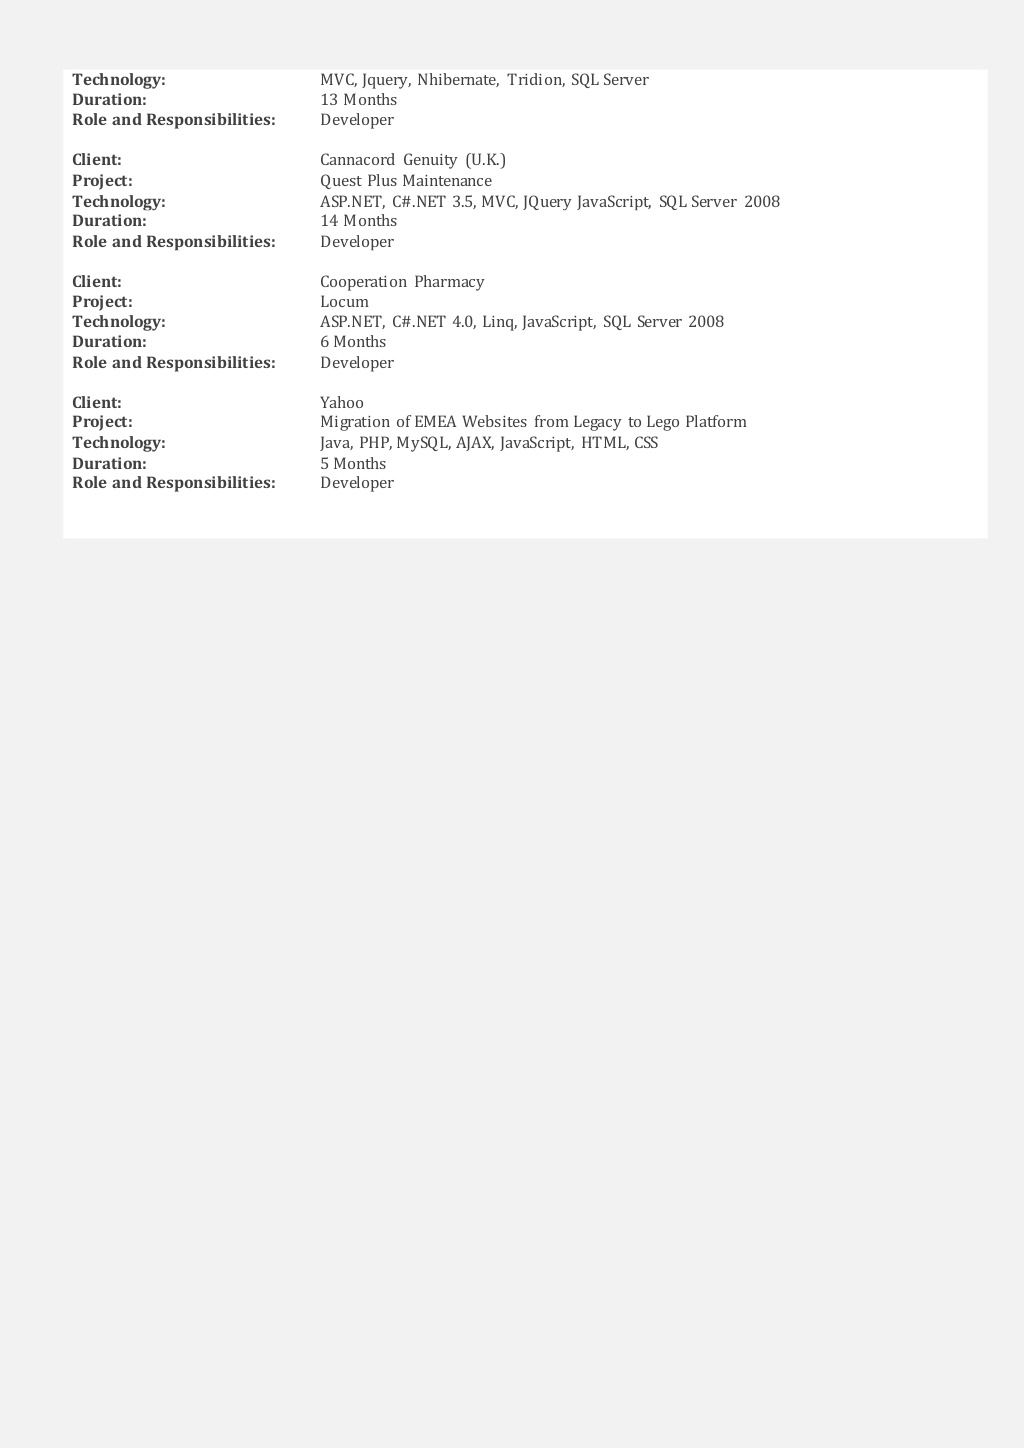 Technology: MVC, Jquery, Nhibernate, Tridion, SQL Server
Duration: 13 Months
Role and Responsibilities: Developer
Client: Cannacord Genuity (U.K.)
Project: Quest Plus Maintenance
Technology: ASP.NET, C#.NET 3.5, MVC, JQuery JavaScript, SQL Server 2008
Duration: 14 Months
Role and Responsibilities: Developer
Client: Cooperation Pharmacy
Project: Locum
Technology: ASP.NET, C#.NET 4.0, Linq, JavaScript, SQL Server 2008
Duration: 6 Months
Role and Responsibilities: Developer
Client: Yahoo
Project: Migration of EMEA Websites from Legacy to Lego Platform
Technology: Java, PHP, MySQL, AJAX, JavaScript, HTML, CSS
Duration: 5 Months
Role and Responsibilities: Developer